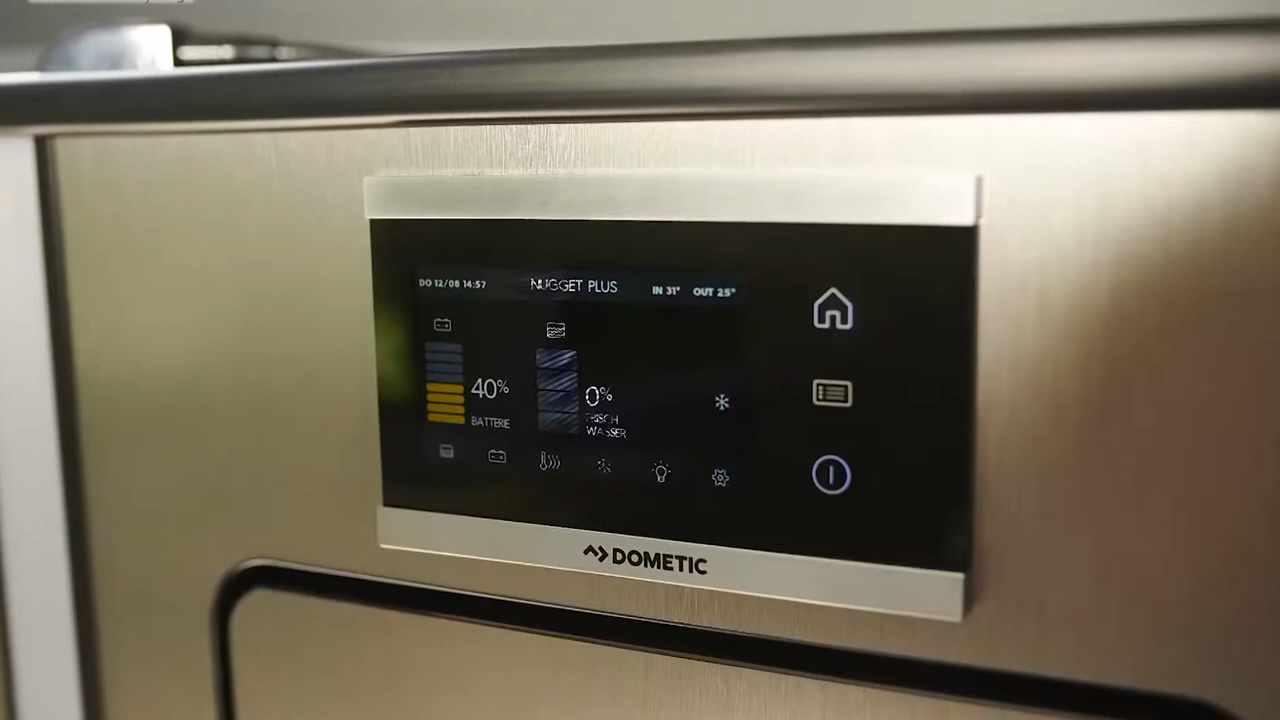 DO 12/08 14:57 NUGGET PLUS IN 31° OUT 25°
40%
BATTERIE
0%
FRISCH
WASSER
DOMETIC